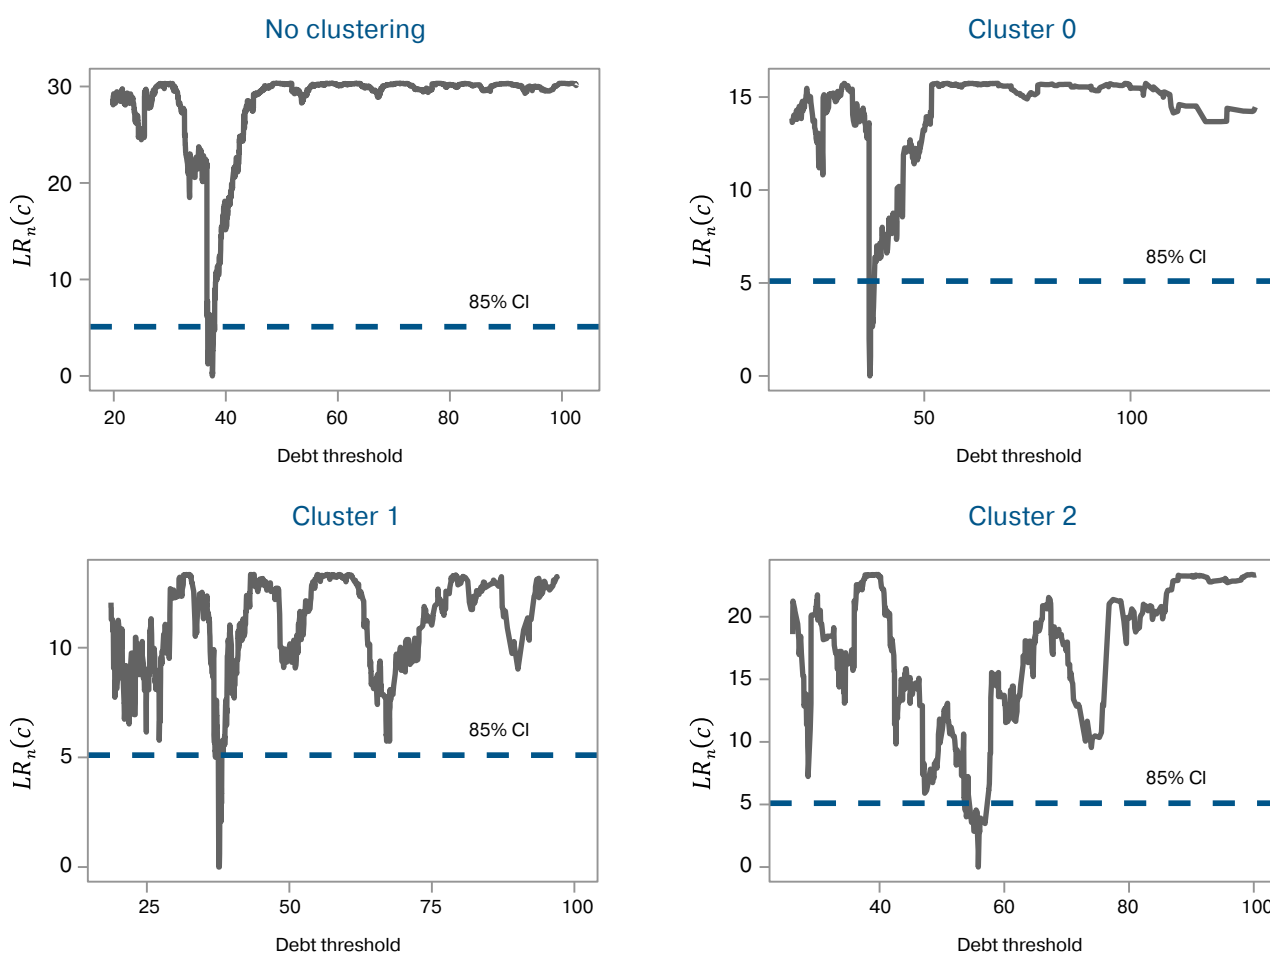 No clustering
30
20
10
0
LRn(c)
85% CI
20 40 60 80 100
Debt threshold
Cluster 0
15
10
5
0
LRn(c)
85% CI
50 100
Debt threshold
Cluster 1
10
5
0
LRn(c)
85% CI
25 50 75 100
Debt threshold
Cluster 2
20
15
10
5
0
LRn(c)
85% CI
40 60 80 100
Debt threshold